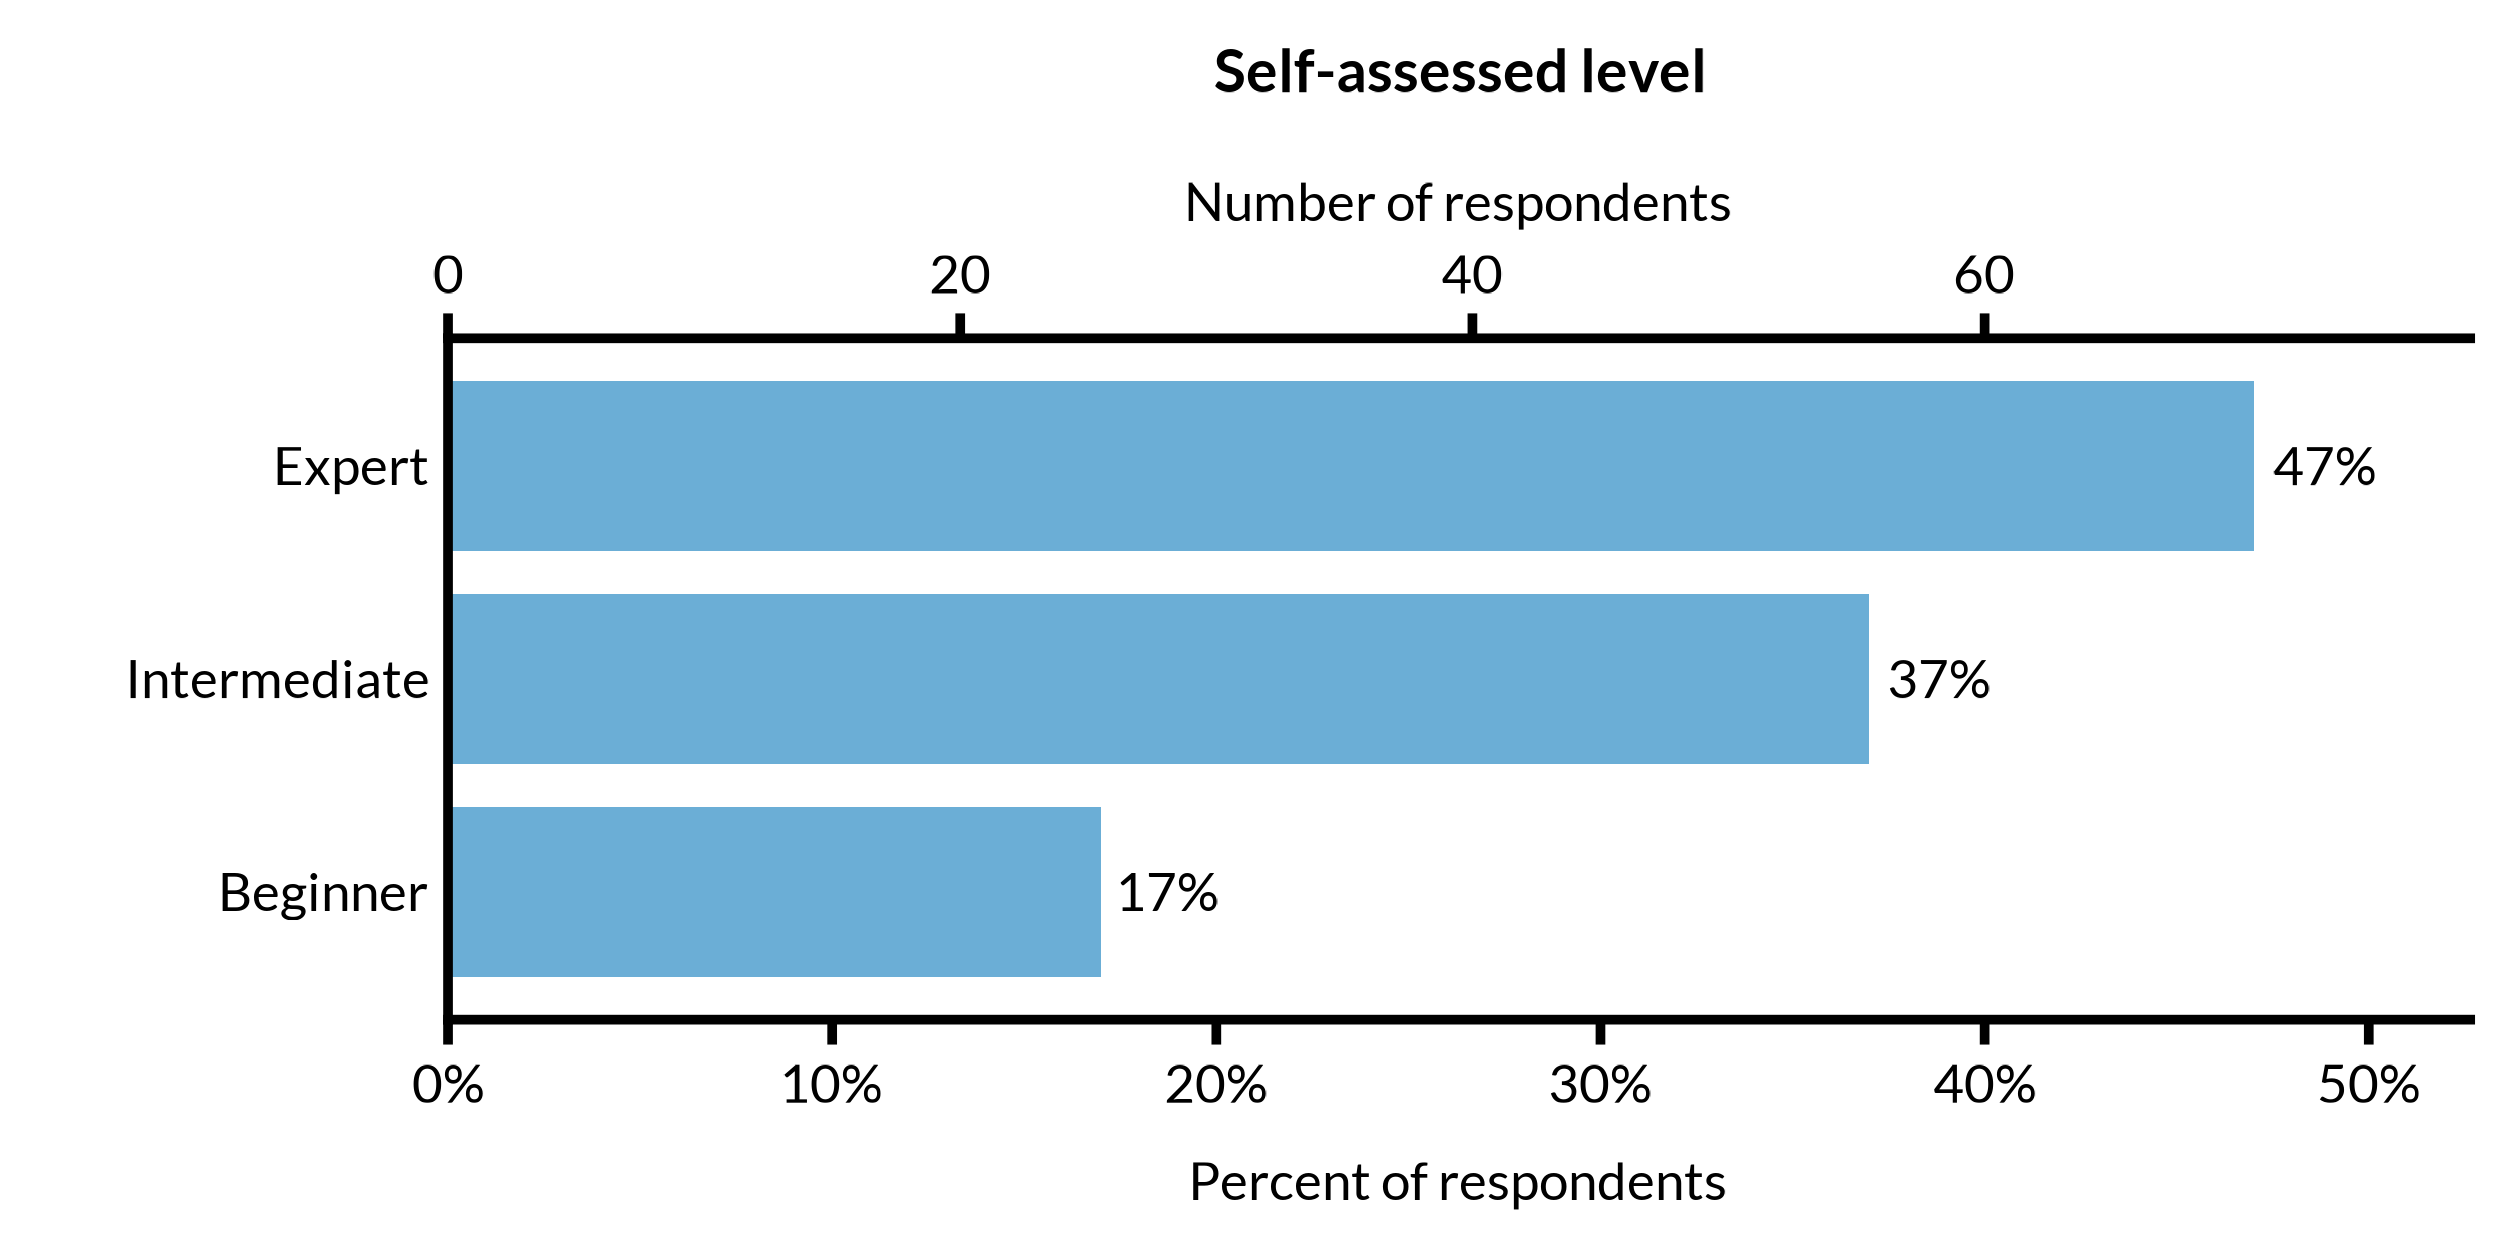 Self-assessed level
Number of respondents
0 20 40 60
Expert 47%
Intermediate 37%
Beginner 17%
0% 10% 20% 30% 40% 50%
Percent of respondents